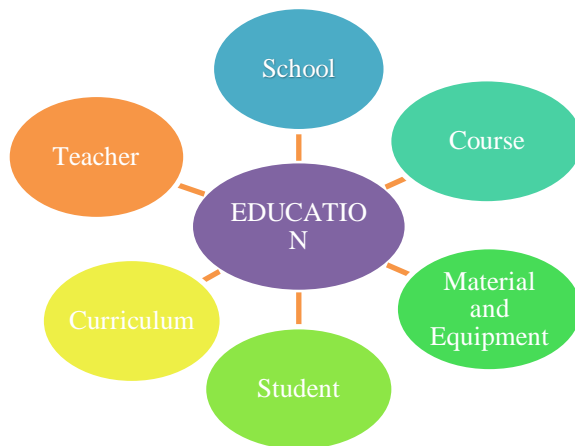 School
Teacher
Course
EDUCATIO
N
Material
and
Equipment
Curriculum
Student